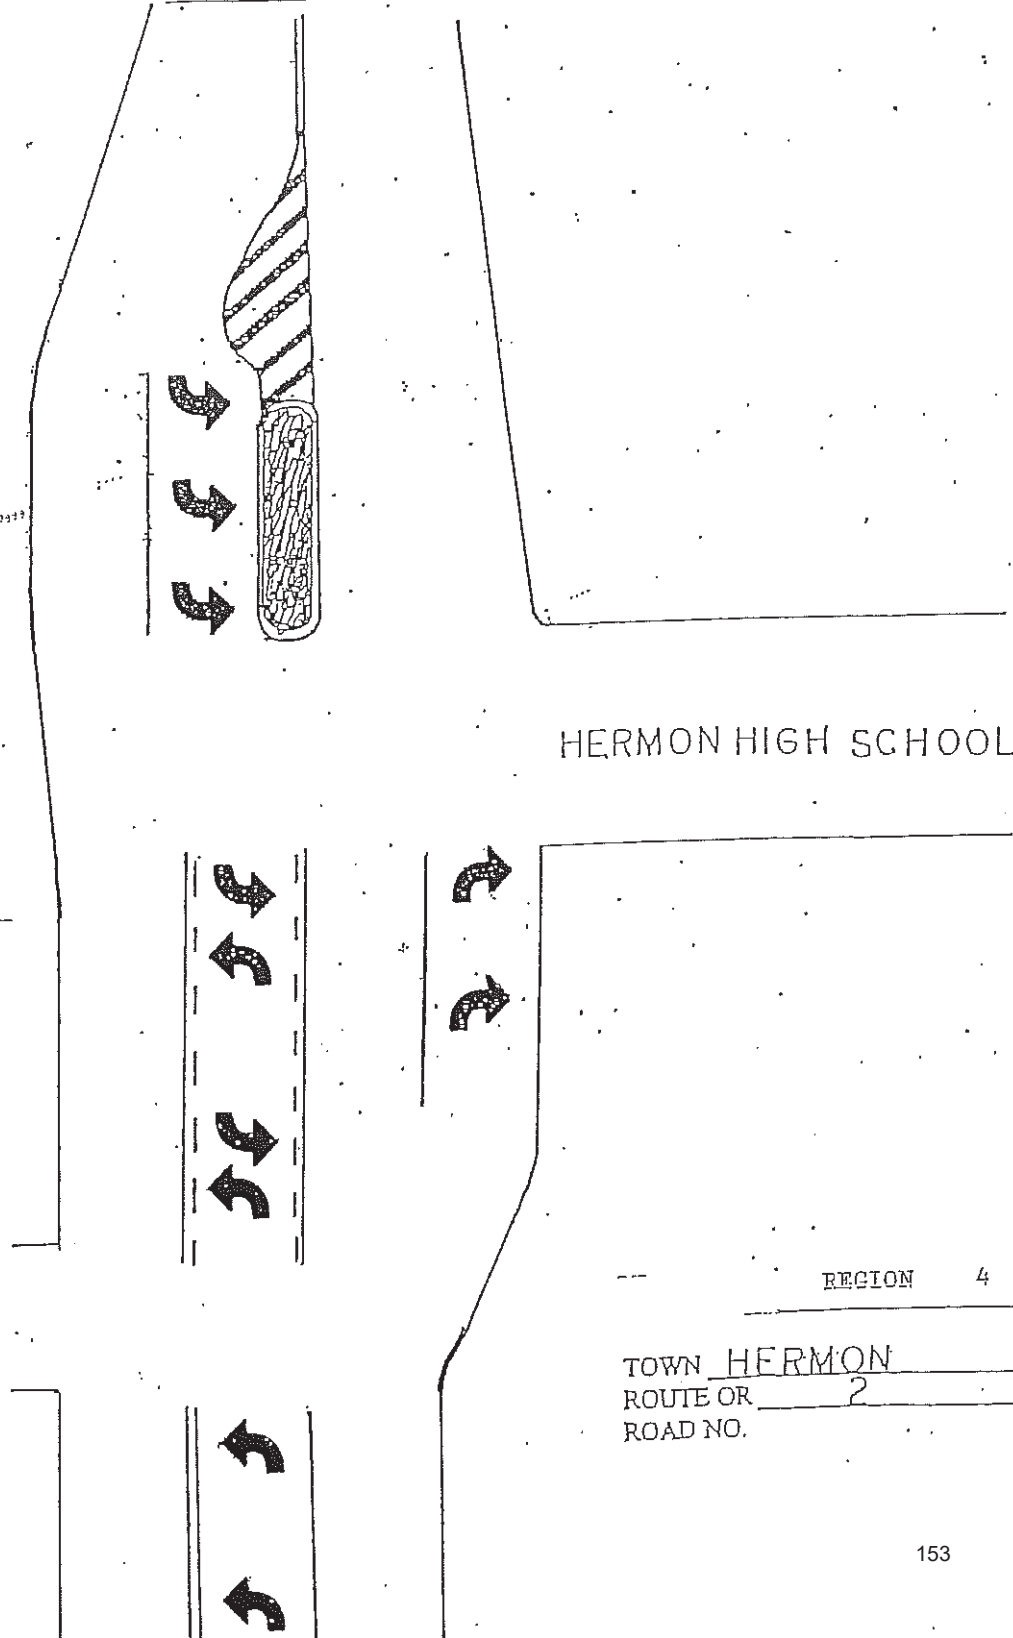 HERMON HIGH SCHOOL
REGION 4
TOWN HERMON
ROUTE OR 2
ROAD NO.
153